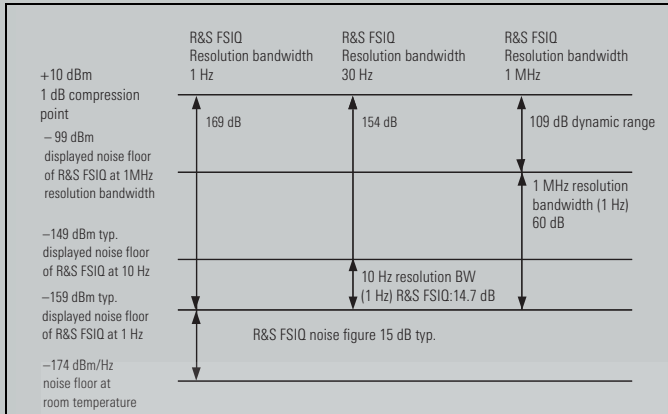 R&S FSIQ
Resolution bandwidth
1 Hz
R&S FSIQ
Resolution bandwidth
30 Hz
R&S FSIQ
Resolution bandwidth
1 MHz
+10 dBm
1 dB compression
point
– 99 dBm
displayed noise floor
of R&S FSIQ at 1MHz
resolution bandwidth
–149 dBm typ.
displayed noise floor
of R&S FSIQ at 10 Hz
–159 dBm typ.
displayed noise floor
of R&S FSIQ at 1 Hz
–174 dBm/Hz
noise floor at
room temperature
169 dB
154 dB
109 dB dynamic range
1 MHz resolution
bandwidth (1 Hz)
60 dB
10 Hz resolution BW
(1 Hz) R&S FSIQ:14.7 dB
R&S FSIQ noise figure 15 dB typ.